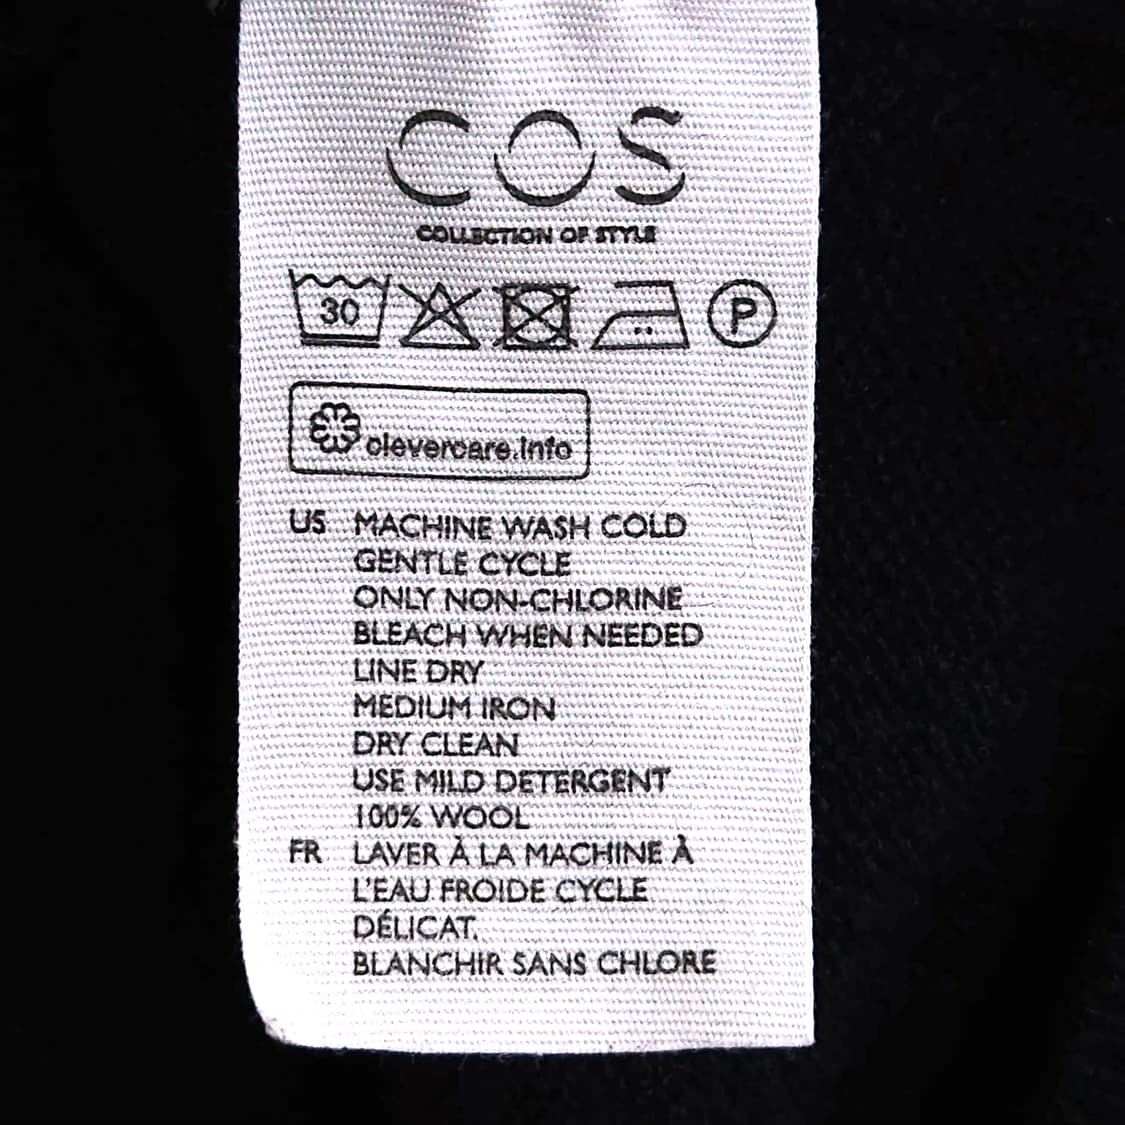 COS
COLLECTION OF STYLE
30 P
clevercare.info
US MACHINE WASH COLD
GENTLE CYCLE
ONLY NON-CHLORINE
BLEACH WHEN NEEDED
LINE DRY
MEDIUM IRON
DRY CLEAN
USE MILD DETERGENT
100% WOOL
FR LAVER À LA MACHINE À
L'EAU FROIDE CYCLE
DÉLICAT.
BLANCHIR SANS CHLORE